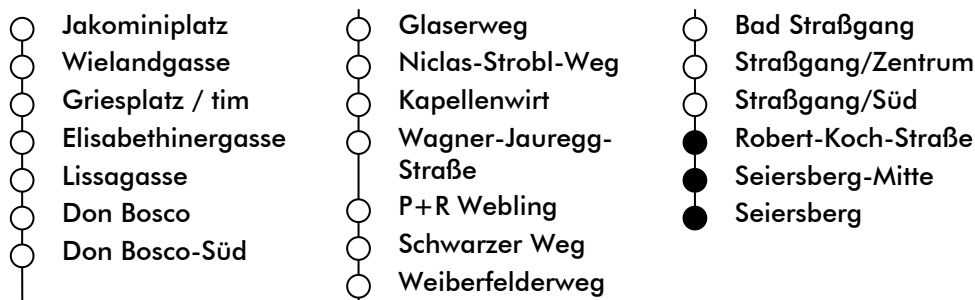 Jakominiplatz
Wielandgasse
Griesplatz / tim
Elisabethinergasse
Lissagasse
Don Bosco
Don Bosco-Süd
Glaserweg
Niclas-Strobl-Weg
Kapellenwirt
Wagner-Jauregg-
Straße
P+R Webling
Schwarzer Weg
Weiberfelderweg
Bad Straßgang
Straßgang/Zentrum
Straßgang/Süd
Robert-Koch-Straße
Seiersberg-Mitte
Seiersberg